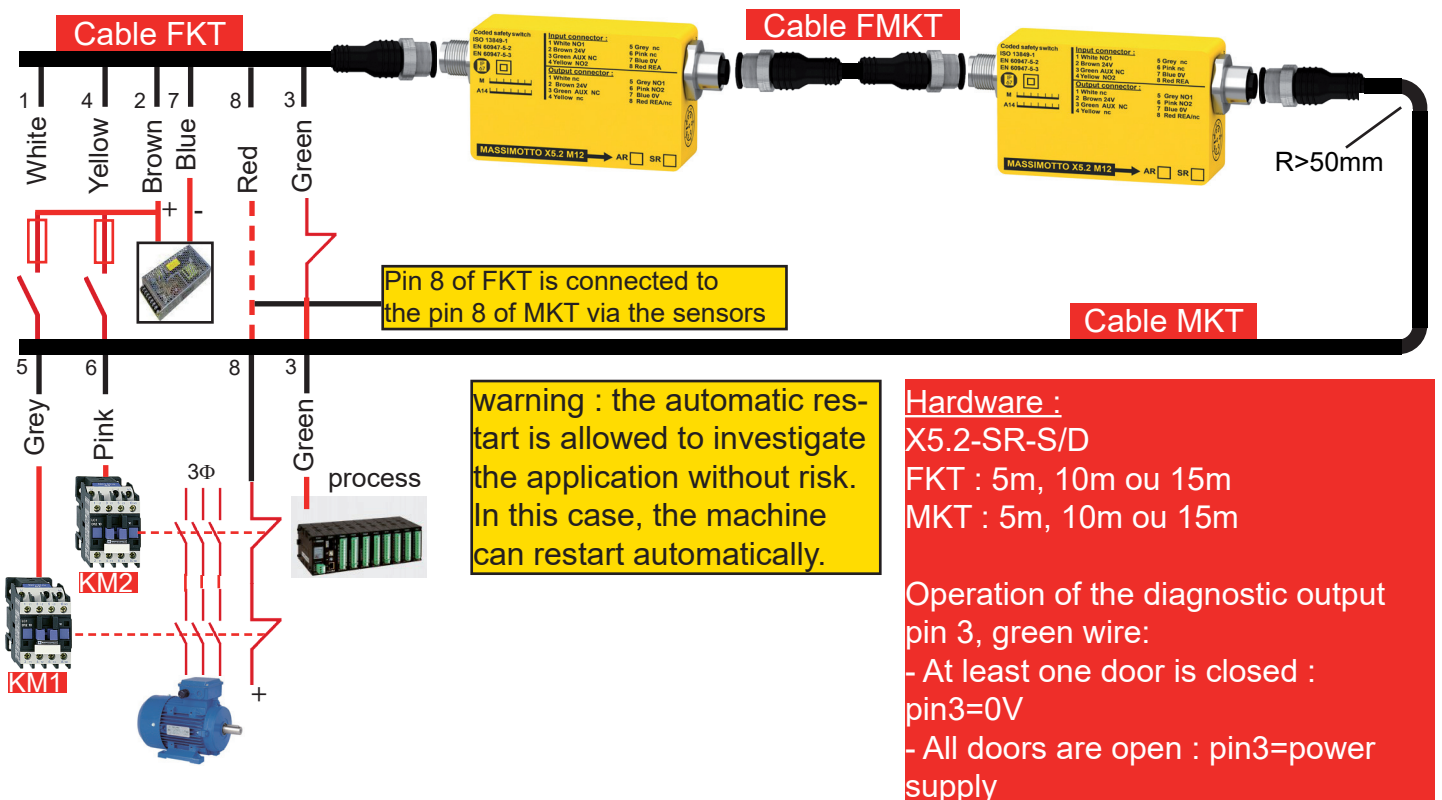 Cable FKT
Cable FMKT
1
4
2
7
8
3
White
Yellow
Brown
Blue
Red
Green
+
-
Coded safety switch
ISO 13849-1
EN 60947-5-2
EN 60947-5-3
M
A14
Input connector :
1 White NO1
2 Brown 24V
3 Green AUX NC
4 Yellow NO2
5 Grey nc
6 Pink nc
7 Blue 0V
8 Red REA
Output connector :
1 White nc
2 Brown 24V
3 Green AUX NC
4 Yellow nc
5 Grey NO1
6 Pink NO2
7 Blue 0V
8 Red REA/nc
MASSIMOTTO X5.2 M12
AR
SR
Coded safety switch
ISO 13849-1
EN 60947-5-2
EN 60947-5-3
M
A14
Input connector :
1 White NO1
2 Brown 24V
3 Green AUX NC
4 Yellow NO2
5 Grey nc
6 Pink nc
7 Blue 0V
8 Red REA
Output connector :
1 White nc
2 Brown 24V
3 Green AUX NC
4 Yellow nc
5 Grey NO1
6 Pink NO2
7 Blue 0V
8 Red REA/nc
MASSIMOTTO X5.2 M12
AR
SR
R>50mm
Pin 8 of FKT is connected to
the pin 8 of MKT via the sensors
Cable MKT
5
6
8
3
Grey
Pink
Green
3Φ
process
KM2
KM1
+
warning : the automatic res-
tart is allowed to investigate
the application without risk.
In this case, the machine
can restart automatically.
Hardware :
X5.2-SR-S/D
FKT : 5m, 10m ou 15m
MKT : 5m, 10m ou 15m
Operation of the diagnostic output
pin 3, green wire:
- At least one door is closed :
pin3=0V
- All doors are open : pin3=power
supply